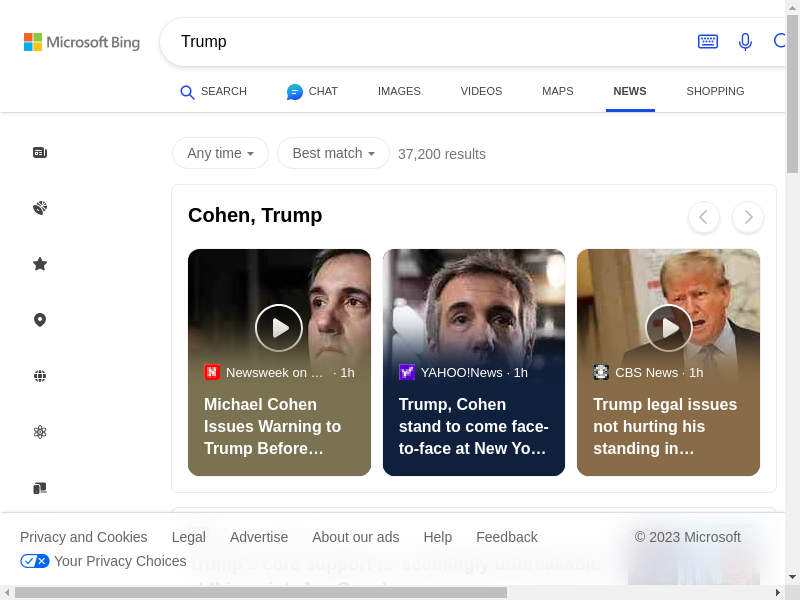 Microsoft Bing
Trump
SEARCH
CHAT
IMAGES
VIDEOS
MAPS
NEWS
SHOPPING
Any time
Best match
37,200 results
Cohen, Trump
Newsweek on ... · 1h
Michael Cohen
Issues Warning to
Trump Before…
YAHOO!News · 1h
Trump, Cohen
stand to come face-
to-face at New Yo…
CBS News · 1h
Trump legal issues
not hurting his
standing in…
Privacy and Cookies
Legal
Advertise
About our ads
Help
Feedback
© 2023 Microsoft
Your Privacy Choices
Trump's core support is: seemingly unbreakable